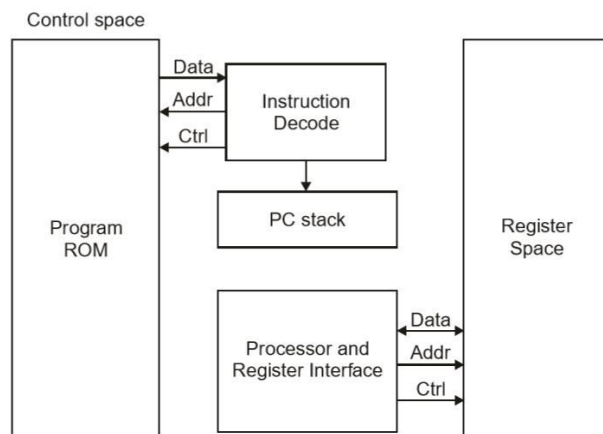 Control space
Data
Addr
Ctrl
Instruction
Decode
PC stack
Program
ROM
Register
Space
Processor and
Register Interface
Data
Addr
Ctrl